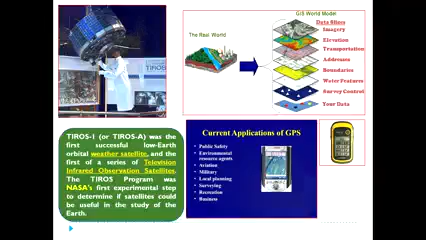 TIROS
GIS World Model
Data Silos
The Real World
Imagery
Elevation
Transportation
Addresses
Boundaries
Water Features
Survey Control
Your Data
TIROS-1 (or TIROS-A) was the
first successful low-Earth
orbital weather satellite, and the
first of a series of Television
Infrared Observation Satellites.
The TIROS Program was
NASA's first experimental step
to determine if satellites could
be useful in the study of the
Earth.
Current Applications of GPS
• Public Safety
• Environmental
resource agents
• Aviation
• Military
• Local planning
• Surveying
• Recreation
• Business